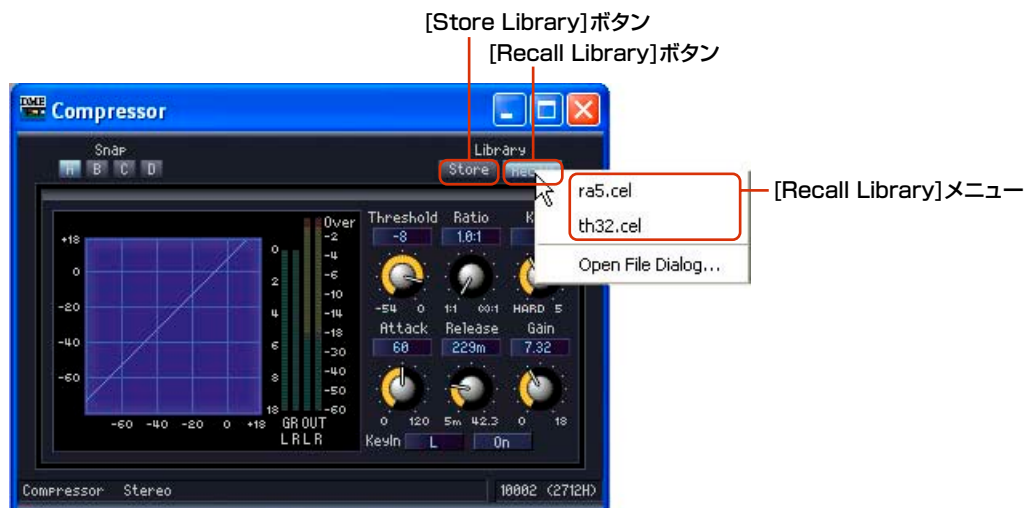 [Store Library]ボタン
[Recall Library]ボタン
DME
Compressor
Snap
Library
A B C D
Store
ra5.cel
th32.cel
Open File Dialog...
[Recall Library]メニュー
Threshold Ratio
-8 1.0:1
-54 0 1:1 ∞:1 HARD 5
Attack Release Gain
60 229m 7.32
0 120 5m 42.3 0 18
KeyIn L On
+18
0
-20
-40
-60
-60 -40 -20 0 +18
0
2
4
6
8
18
Over
-2
-4
-6
-10
-14
-18
-30
-40
-50
-60
GR OUT
L R L R
Compressor Stereo
10002 (2712H)